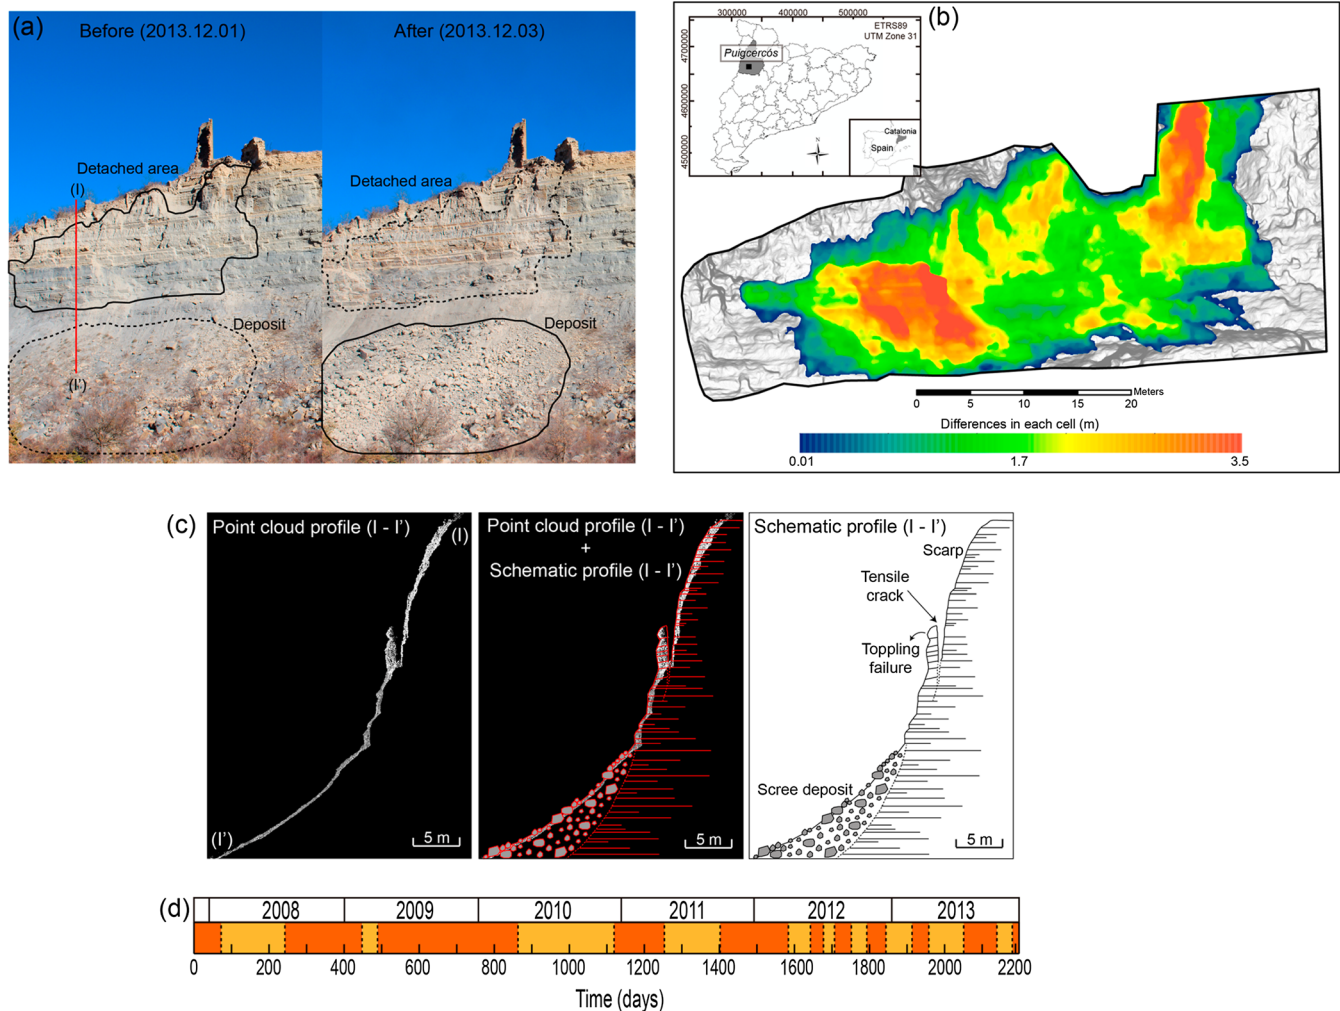 (a)
Before (2013.12.01)
After (2013.12.03)
Detached area
(I)
Deposit
(I')
Detached area
Deposit
(b)
300000 400000 500000
ETRS89
UTM Zone 31
4700000
4600000
4500000
Puigcercós
N
Catalonia
Spain
Meters
0 5 10 15 20
Differences in each cell (m)
0.01 1.7 3.5
(c)
Point cloud profile (I - I')
(I)
(I')
5 m
Point cloud profile (I - I')
+
Schematic profile (I - I')
5 m
Schematic profile (I - I')
Scarp
Tensile
crack
Toppling
failure
Scree deposit
5 m
(d)
2008 2009 2010 2011 2012 2013
0 200 400 600 800 1000 1200 1400 1600 1800 2000 2200
Time (days)